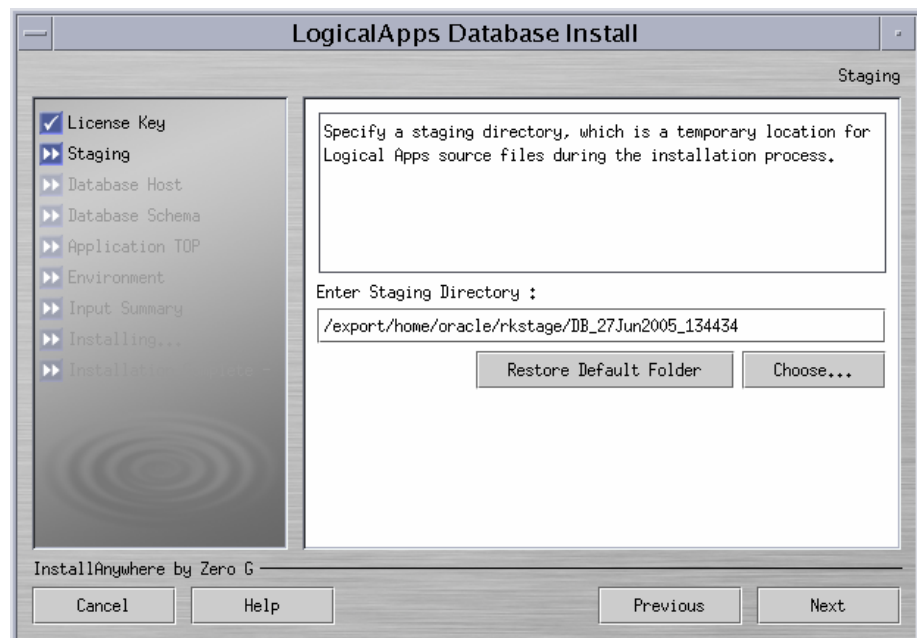 LogicalApps Database Install
Staging
License Key
Staging
Database Host
Database Schema
Application TOP
Environment
Input Summary
Installing...
Specify a staging directory, which is a temporary location for
Logical Apps source files during the installation process.
Enter Staging Directory :
/export/home/oracle/rkstage/DB_27Jun2005_134434
Restore Default Folder
Choose...
InstallAnywhere by Zero G
Cancel
Help
Previous
Next